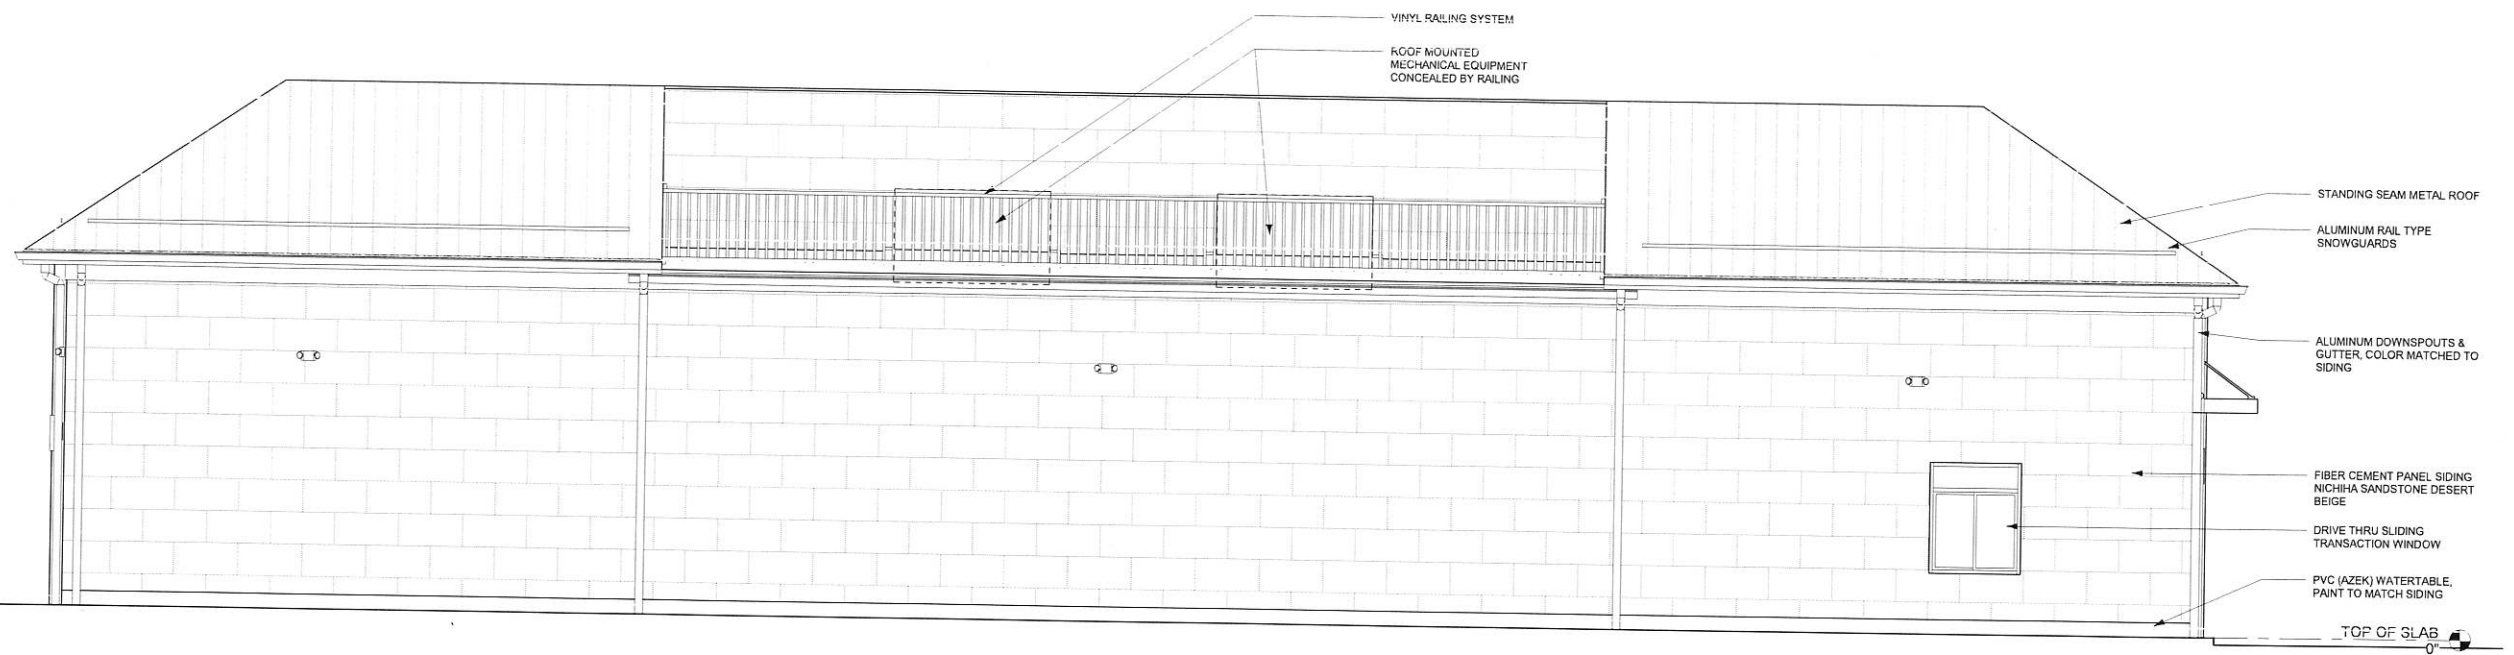 VINYL RAILING SYSTEM
ROOF MOUNTED
MECHANICAL EQUIPMENT
CONCEALED BY RAILING
STANDING SEAM METAL ROOF
ALUMINUM RAIL TYPE
SNOWGUARDS
ALUMINUM DOWNSPOUTS &
GUTTER, COLOR MATCHED TO
SIDING
FIBER CEMENT PANEL SIDING
NICHIHA SANDSTONE DESERT
BEIGE
DRIVE THRU SLIDING
TRANSACTION WINDOW
PVC (AZEK) WATERTABLE,
PAINT TO MATCH SIDING
TOP OF SLAB
0"